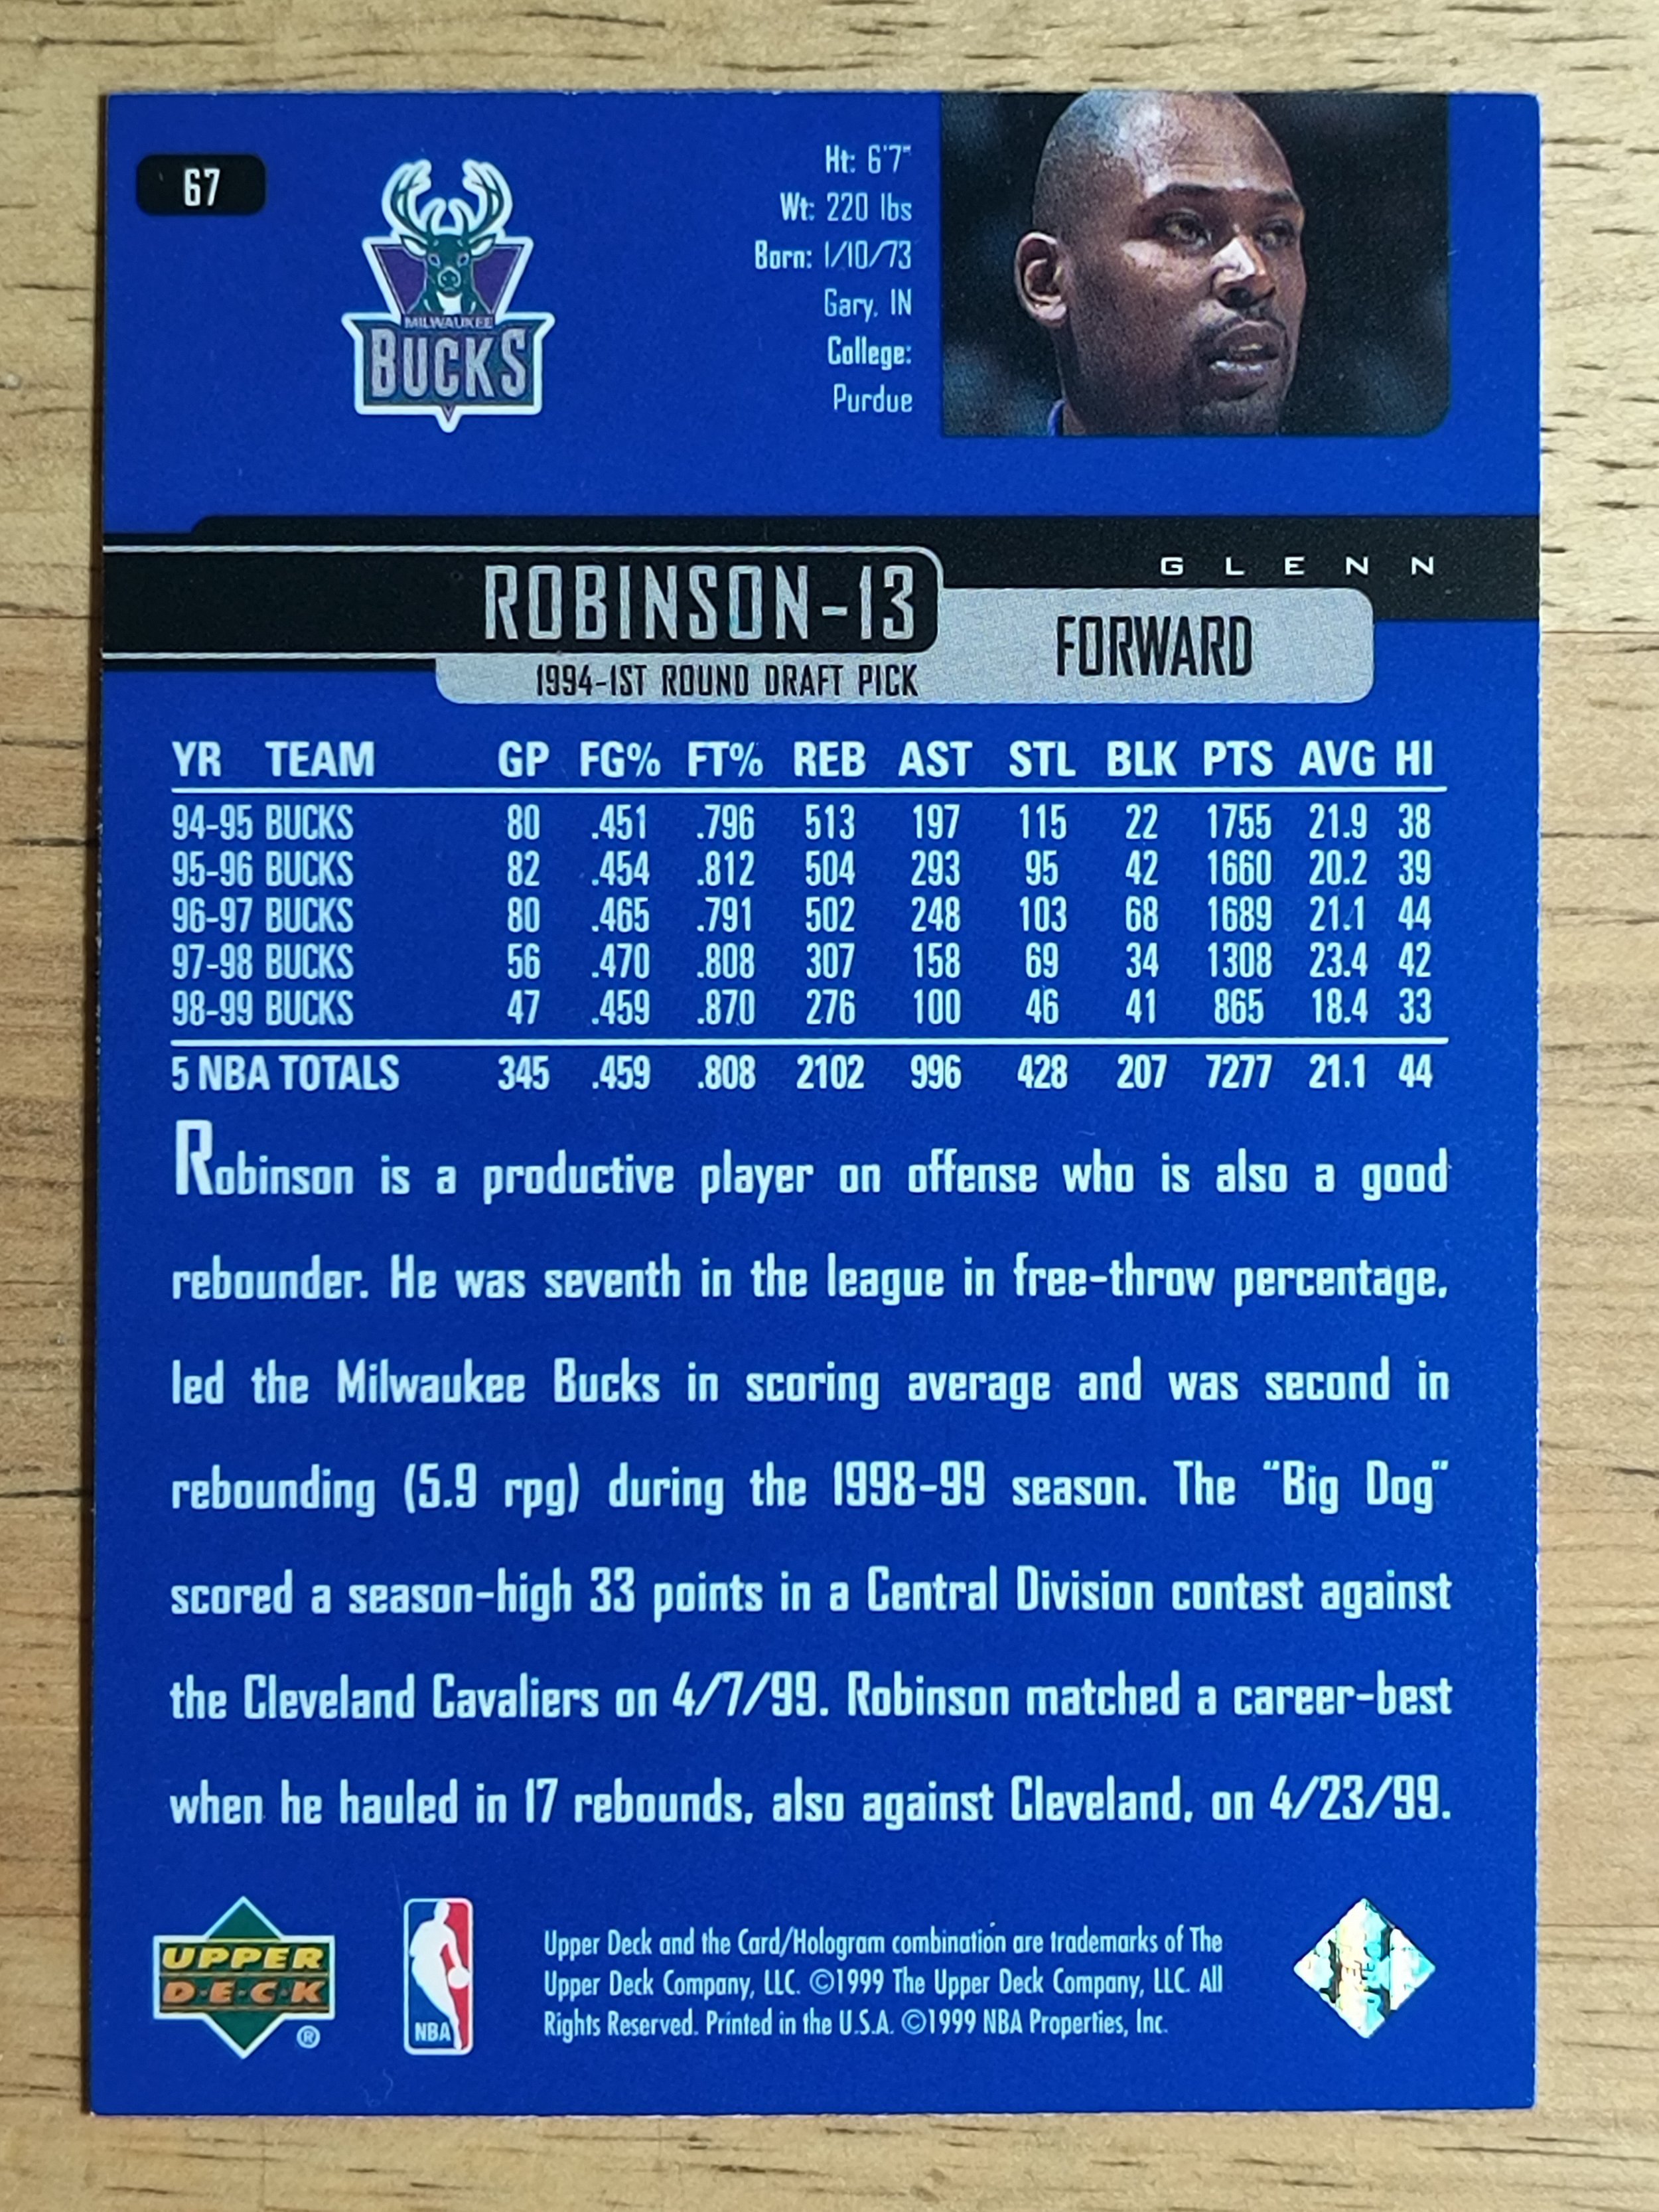 67
MILWAUKEE
BUCKS
Ht: 6'7"
Wt: 220 lbs
Born: 1/10/73
Gary, IN
College:
Purdue
GLENN
ROBINSON-13
FORWARD
1994-1ST ROUND DRAFT PICK
YR TEAM GP FG% FT% REB AST STL BLK PTS AVG HI
94-95 BUCKS 80 .451 .796 513 197 115 22 1755 21.9 38
95-96 BUCKS 82 .454 .812 504 293 95 42 1660 20.2 39
96-97 BUCKS 80 .465 .791 502 248 103 68 1689 21.1 44
97-98 BUCKS 56 .470 .808 307 158 69 34 1308 23.4 42
98-99 BUCKS 47 .459 .870 276 100 46 41 865 18.4 33
5 NBA TOTALS 345 .459 .808 2102 996 428 207 7277 21.1 44
Robinson is a productive player on offense who is also a good
rebounder. He was seventh in the league in free-throw percentage,
led the Milwaukee Bucks in scoring average and was second in
rebounding (5.9 rpg) during the 1998-99 season. The "Big Dog"
scored a season-high 33 points in a Central Division contest against
the Cleveland Cavaliers on 4/7/99. Robinson matched a career-best
when he hauled in 17 rebounds, also against Cleveland, on 4/23/99.
UPPER
D·E·C·K
®
NBA
Upper Deck and the Card/Hologram combination are trademarks of The
Upper Deck Company, LLC. ©1999 The Upper Deck Company, LLC. All
Rights Reserved. Printed in the U.S.A. ©1999 NBA Properties, Inc.